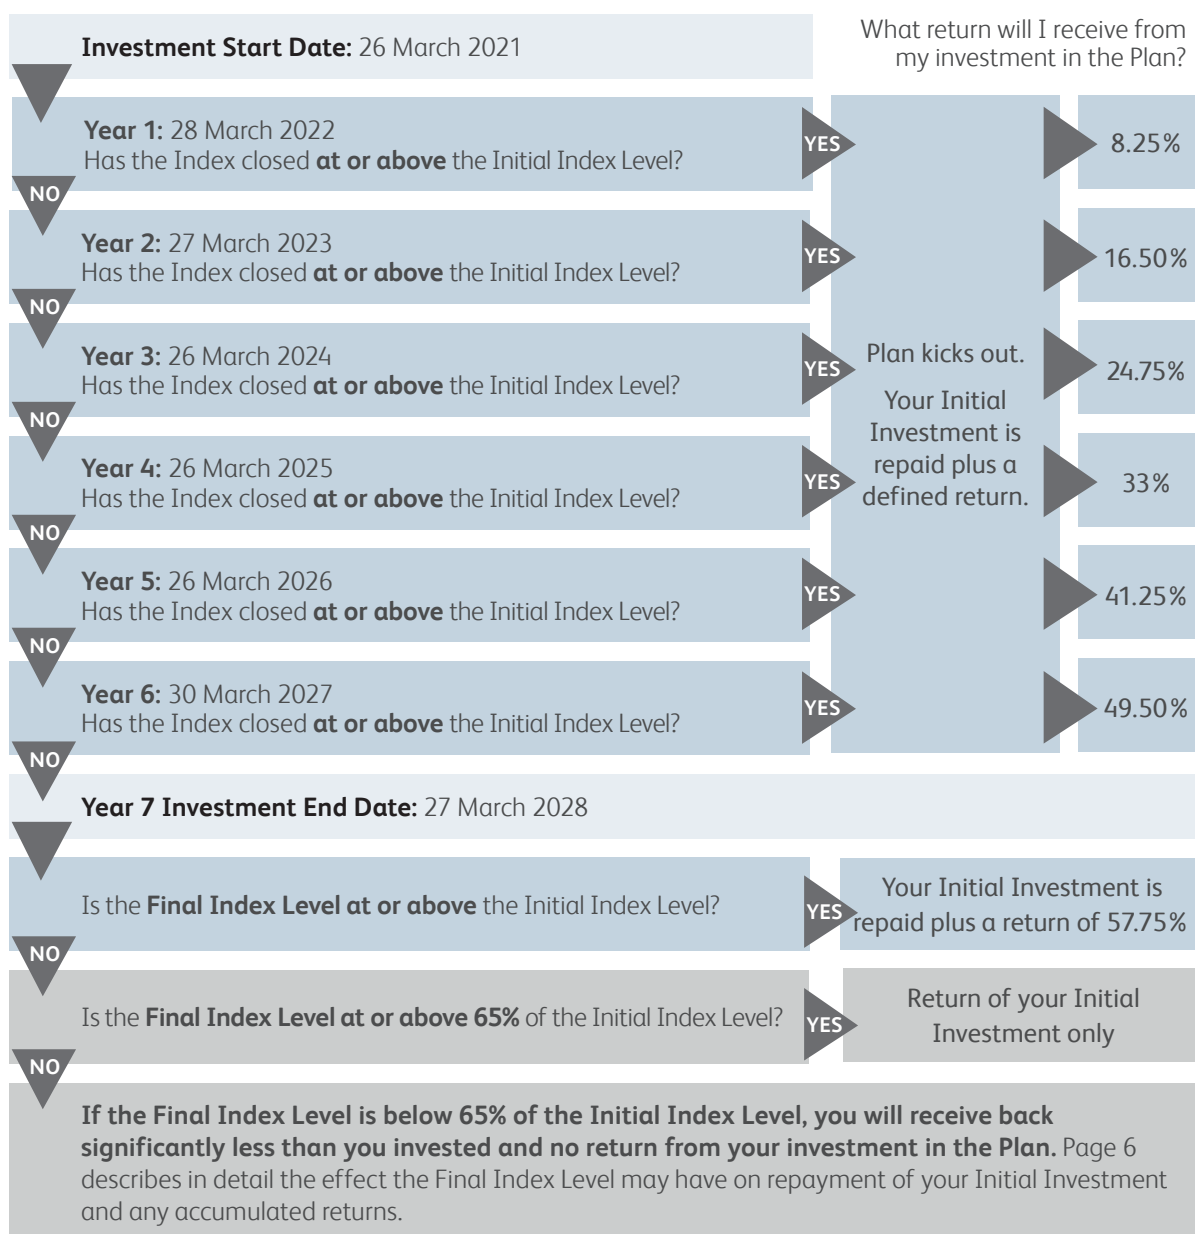 Investment Start Date: 26 March 2021
What return will I receive from
my investment in the Plan?
Year 1: 28 March 2022
Has the Index closed at or above the Initial Index Level?
YES
8.25%
NO
Year 2: 27 March 2023
Has the Index closed at or above the Initial Index Level?
YES
16.50%
NO
Year 3: 26 March 2024
Has the Index closed at or above the Initial Index Level?
YES
Plan kicks out.
Your Initial
Investment is
repaid plus a
defined return.
24.75%
NO
Year 4: 26 March 2025
Has the Index closed at or above the Initial Index Level?
YES
33%
NO
Year 5: 26 March 2026
Has the Index closed at or above the Initial Index Level?
YES
41.25%
NO
Year 6: 30 March 2027
Has the Index closed at or above the Initial Index Level?
YES
49.50%
NO
Year 7 Investment End Date: 27 March 2028
Is the Final Index Level at or above the Initial Index Level?
YES
Your Initial Investment is
repaid plus a return of 57.75%
NO
Is the Final Index Level at or above 65% of the Initial Index Level?
YES
Return of your Initial
Investment only
NO
If the Final Index Level is below 65% of the Initial Index Level, you will receive back
significantly less than you invested and no return from your investment in the Plan. Page 6
describes in detail the effect the Final Index Level may have on repayment of your Initial Investment
and any accumulated returns.